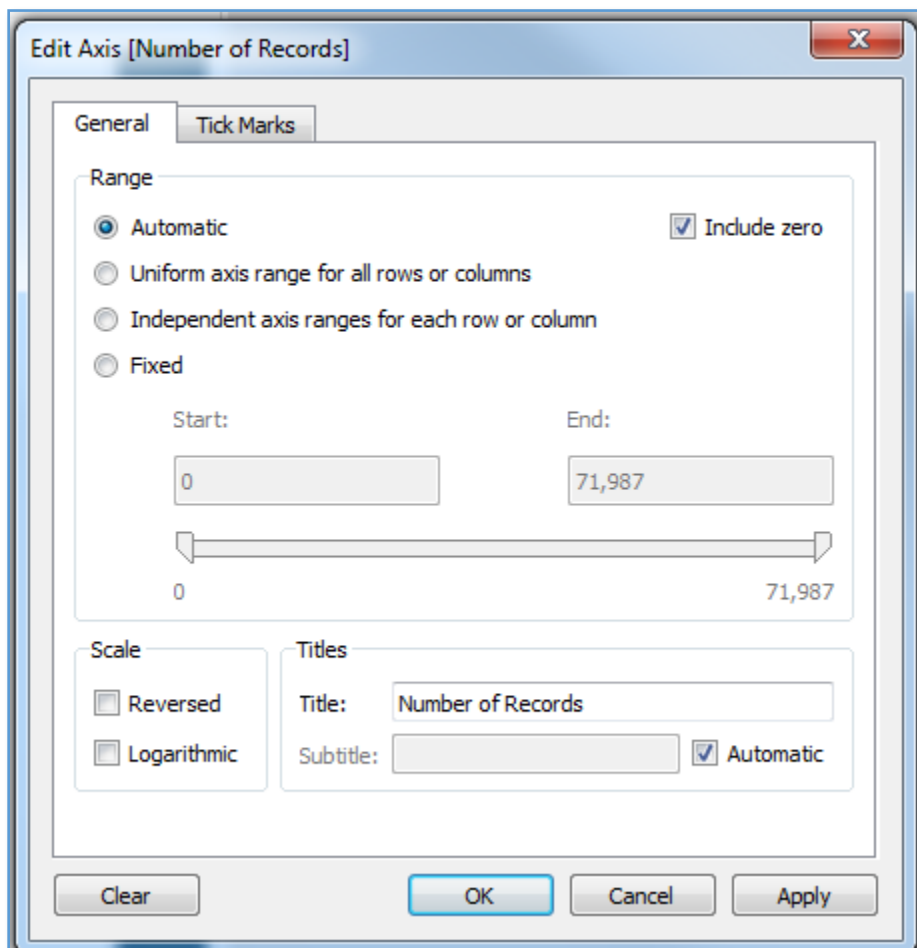 Edit Axis [Number of Records]
General Tick Marks
Range
Automatic Include zero
Uniform axis range for all rows or columns
Independent axis ranges for each row or column
Fixed
Start: End:
0 71,987
0 71,987
Scale Titles
Reversed Title: Number of Records
Logarithmic Subtitle: Automatic
Clear OK Cancel Apply